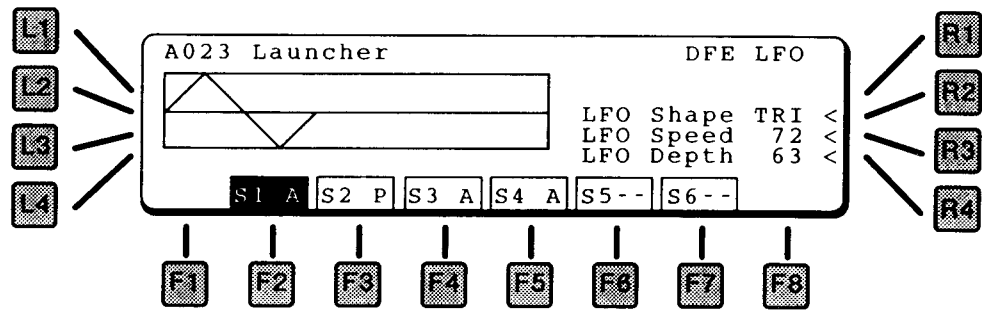 L1
L2
L3
L4
A023 Launcher DFE LFO
LFO Shape TRI <
LFO Speed 72 <
LFO Depth 63 <
S1 A S2 P S3 A S4 A S5-- S6--
R1
R2
R3
R4
F1 F2 F3 F4 F5 F6 F7 F8